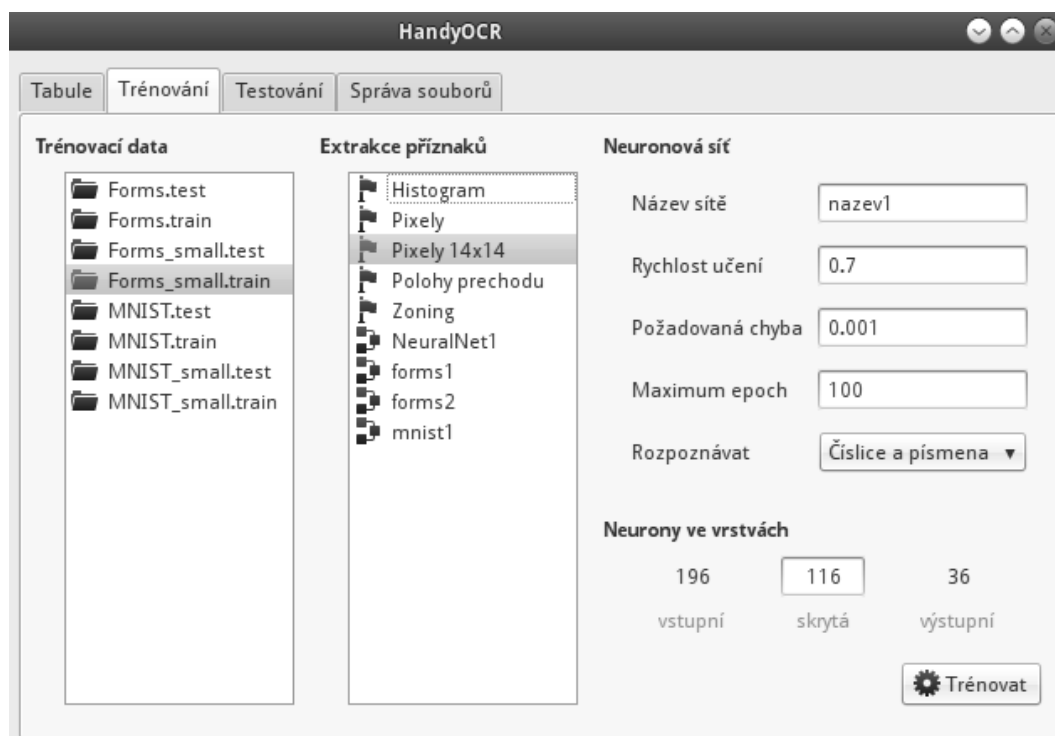 HandyOCR
Tabule Trénování Testování Správa souborů
Trénovací data
Forms.test
Forms.train
Forms_small.test
Forms_small.train
MNIST.test
MNIST.train
MNIST_small.test
MNIST_small.train
Extrakce příznaků
Histogram
Pixely
Pixely 14x14
Polohy prechodu
Zoning
NeuralNet1
forms1
forms2
mnist1
Neuronová síť
Název sítě nazev1
Rychlost učení 0.7
Požadovaná chyba 0.001
Maximum epoch 100
Rozpoznávat Číslice a písmena
Neurony ve vrstvách
196 116 36
vstupní skrytá výstupní
Trénovat